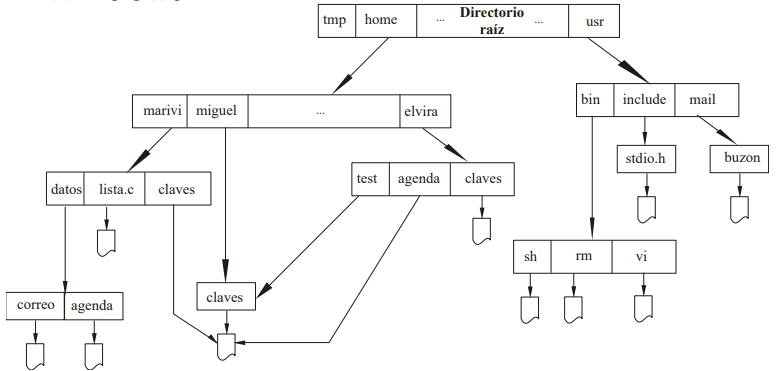 tmp home ... Directorio raíz ... usr
marivi miguel ... elvira
bin include mail
datos lista.c claves
test agenda claves
stdio.h
buzon
sh rm vi
claves
correo agenda